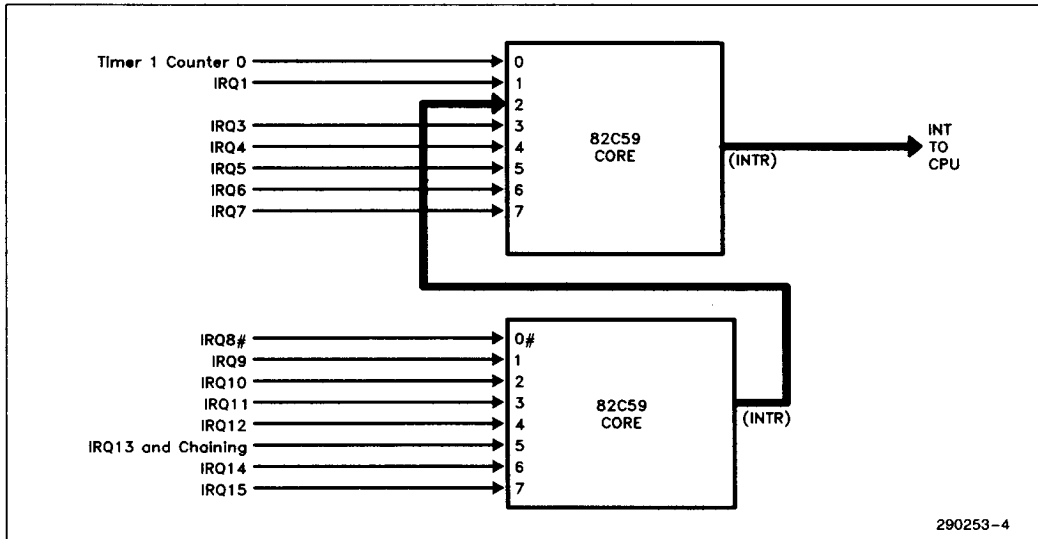 Timer 1 Counter 0
IRQ1
IRQ3
IRQ4
IRQ5
IRQ6
IRQ7
0
1
2
3
4
5
6
7
82C59
CORE
(INTR)
INT
TO
CPU
IRQ8#
IRQ9
IRQ10
IRQ11
IRQ12
IRQ13 and Chaining
IRQ14
IRQ15
0#
1
2
3
4
5
6
7
82C59
CORE
(INTR)
290253-4